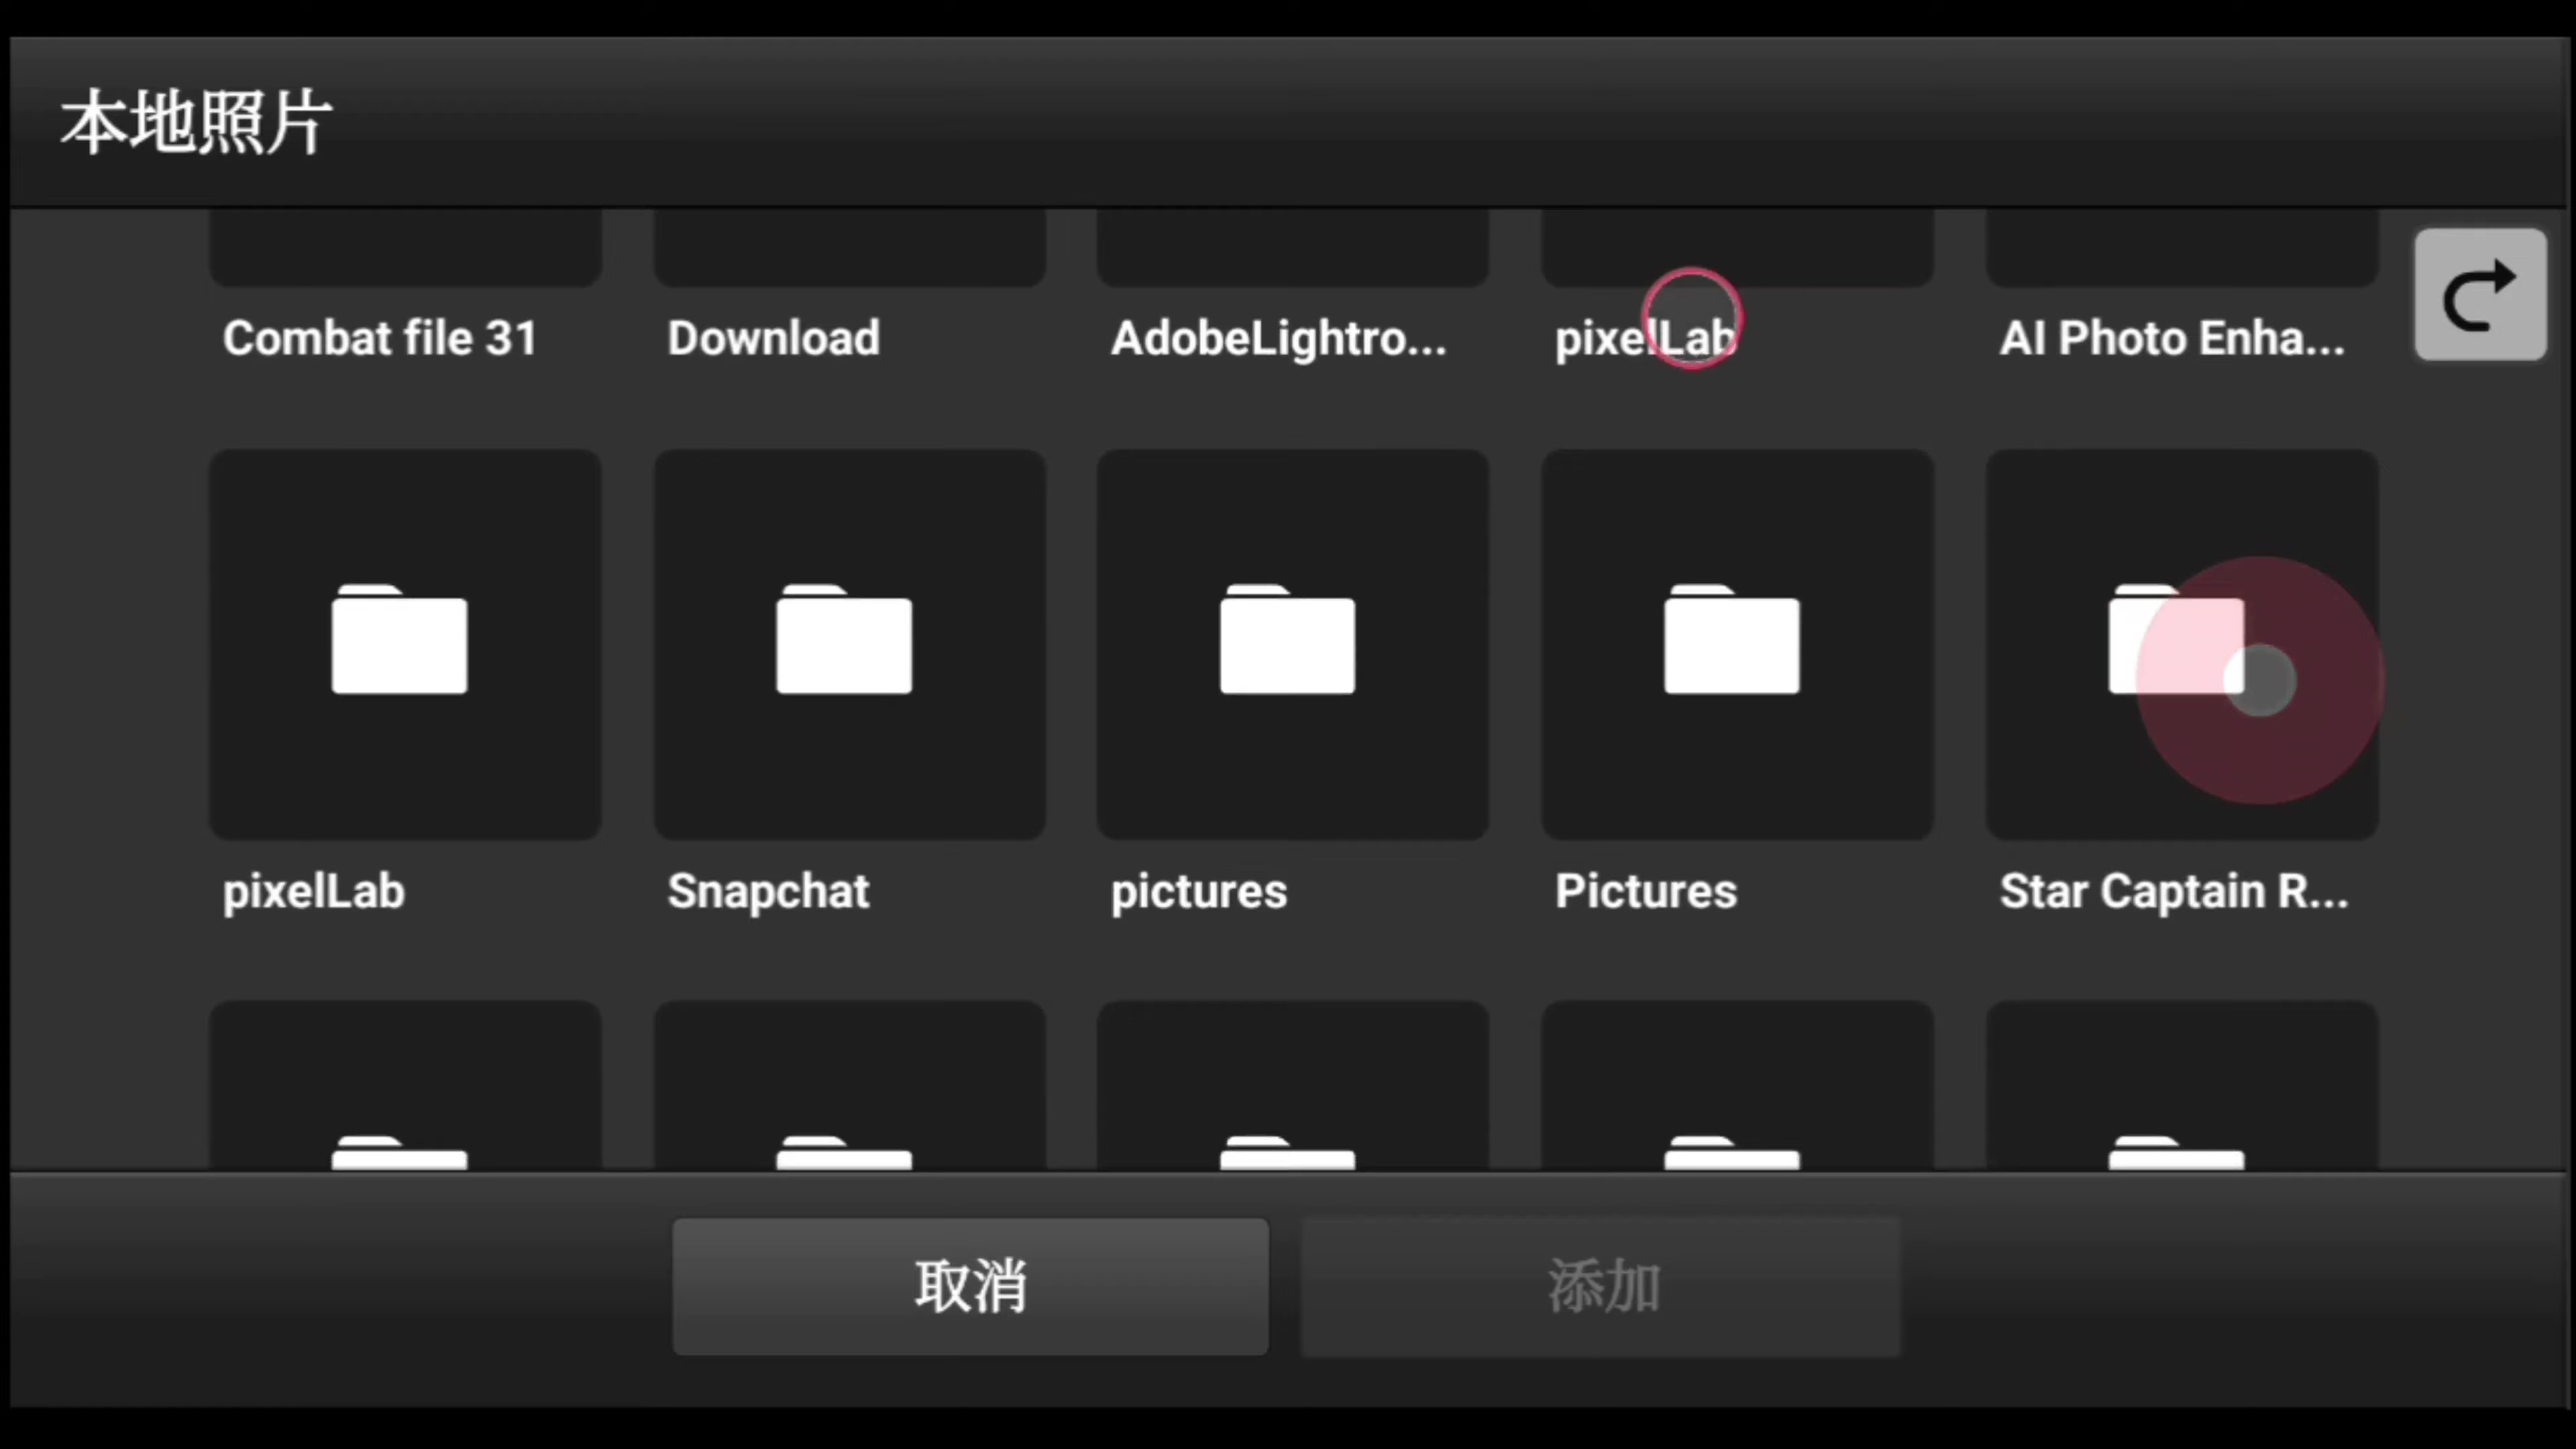 本地照片
Combat file 31
Download
AdobeLightro...
pixelLab
AI Photo Enha...
pixelLab
Snapchat
pictures
Pictures
Star Captain R...
取消
添加